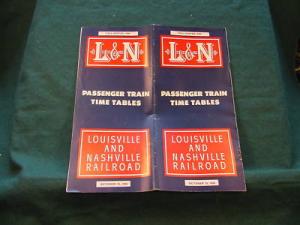 L&N
PASSENGER TRAIN
TIME TABLES
LOUISVILLE
AND
NASHVILLE
RAILROAD
L&N
PASSENGER TRAIN
TIME TABLES
LOUISVILLE
AND
NASHVILLE
RAILROAD